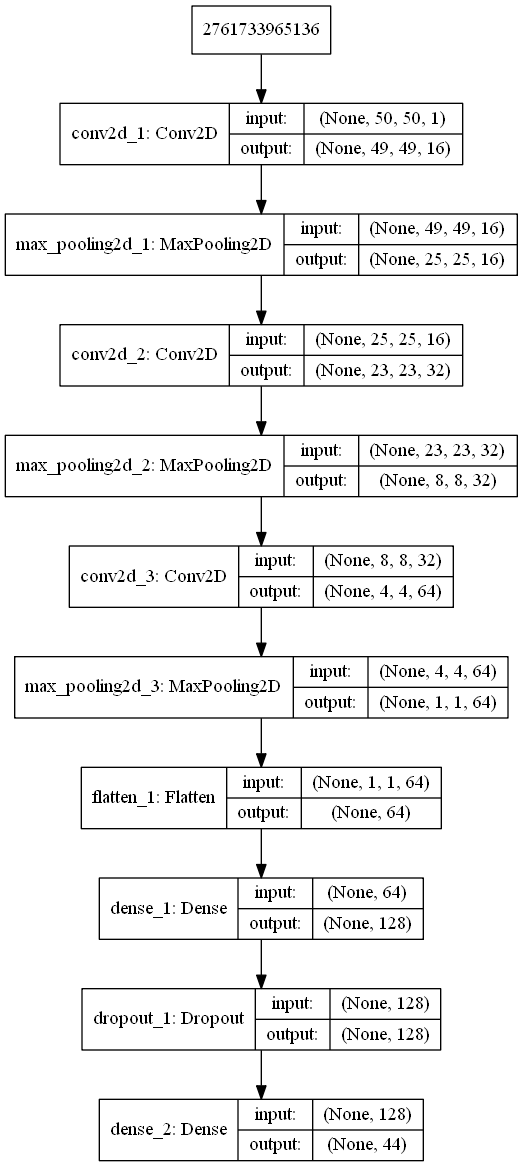 2761733965136
conv2d_1: Conv2D
input:
(None, 50, 50, 1)
output:
(None, 49, 49, 16)
max_pooling2d_1: MaxPooling2D
input:
(None, 49, 49, 16)
output:
(None, 25, 25, 16)
conv2d_2: Conv2D
input:
(None, 25, 25, 16)
output:
(None, 23, 23, 32)
max_pooling2d_2: MaxPooling2D
input:
(None, 23, 23, 32)
output:
(None, 8, 8, 32)
conv2d_3: Conv2D
input:
(None, 8, 8, 32)
output:
(None, 4, 4, 64)
max_pooling2d_3: MaxPooling2D
input:
(None, 4, 4, 64)
output:
(None, 1, 1, 64)
flatten_1: Flatten
input:
(None, 1, 1, 64)
output:
(None, 64)
dense_1: Dense
input:
(None, 64)
output:
(None, 128)
dropout_1: Dropout
input:
(None, 128)
output:
(None, 128)
dense_2: Dense
input:
(None, 128)
output:
(None, 44)